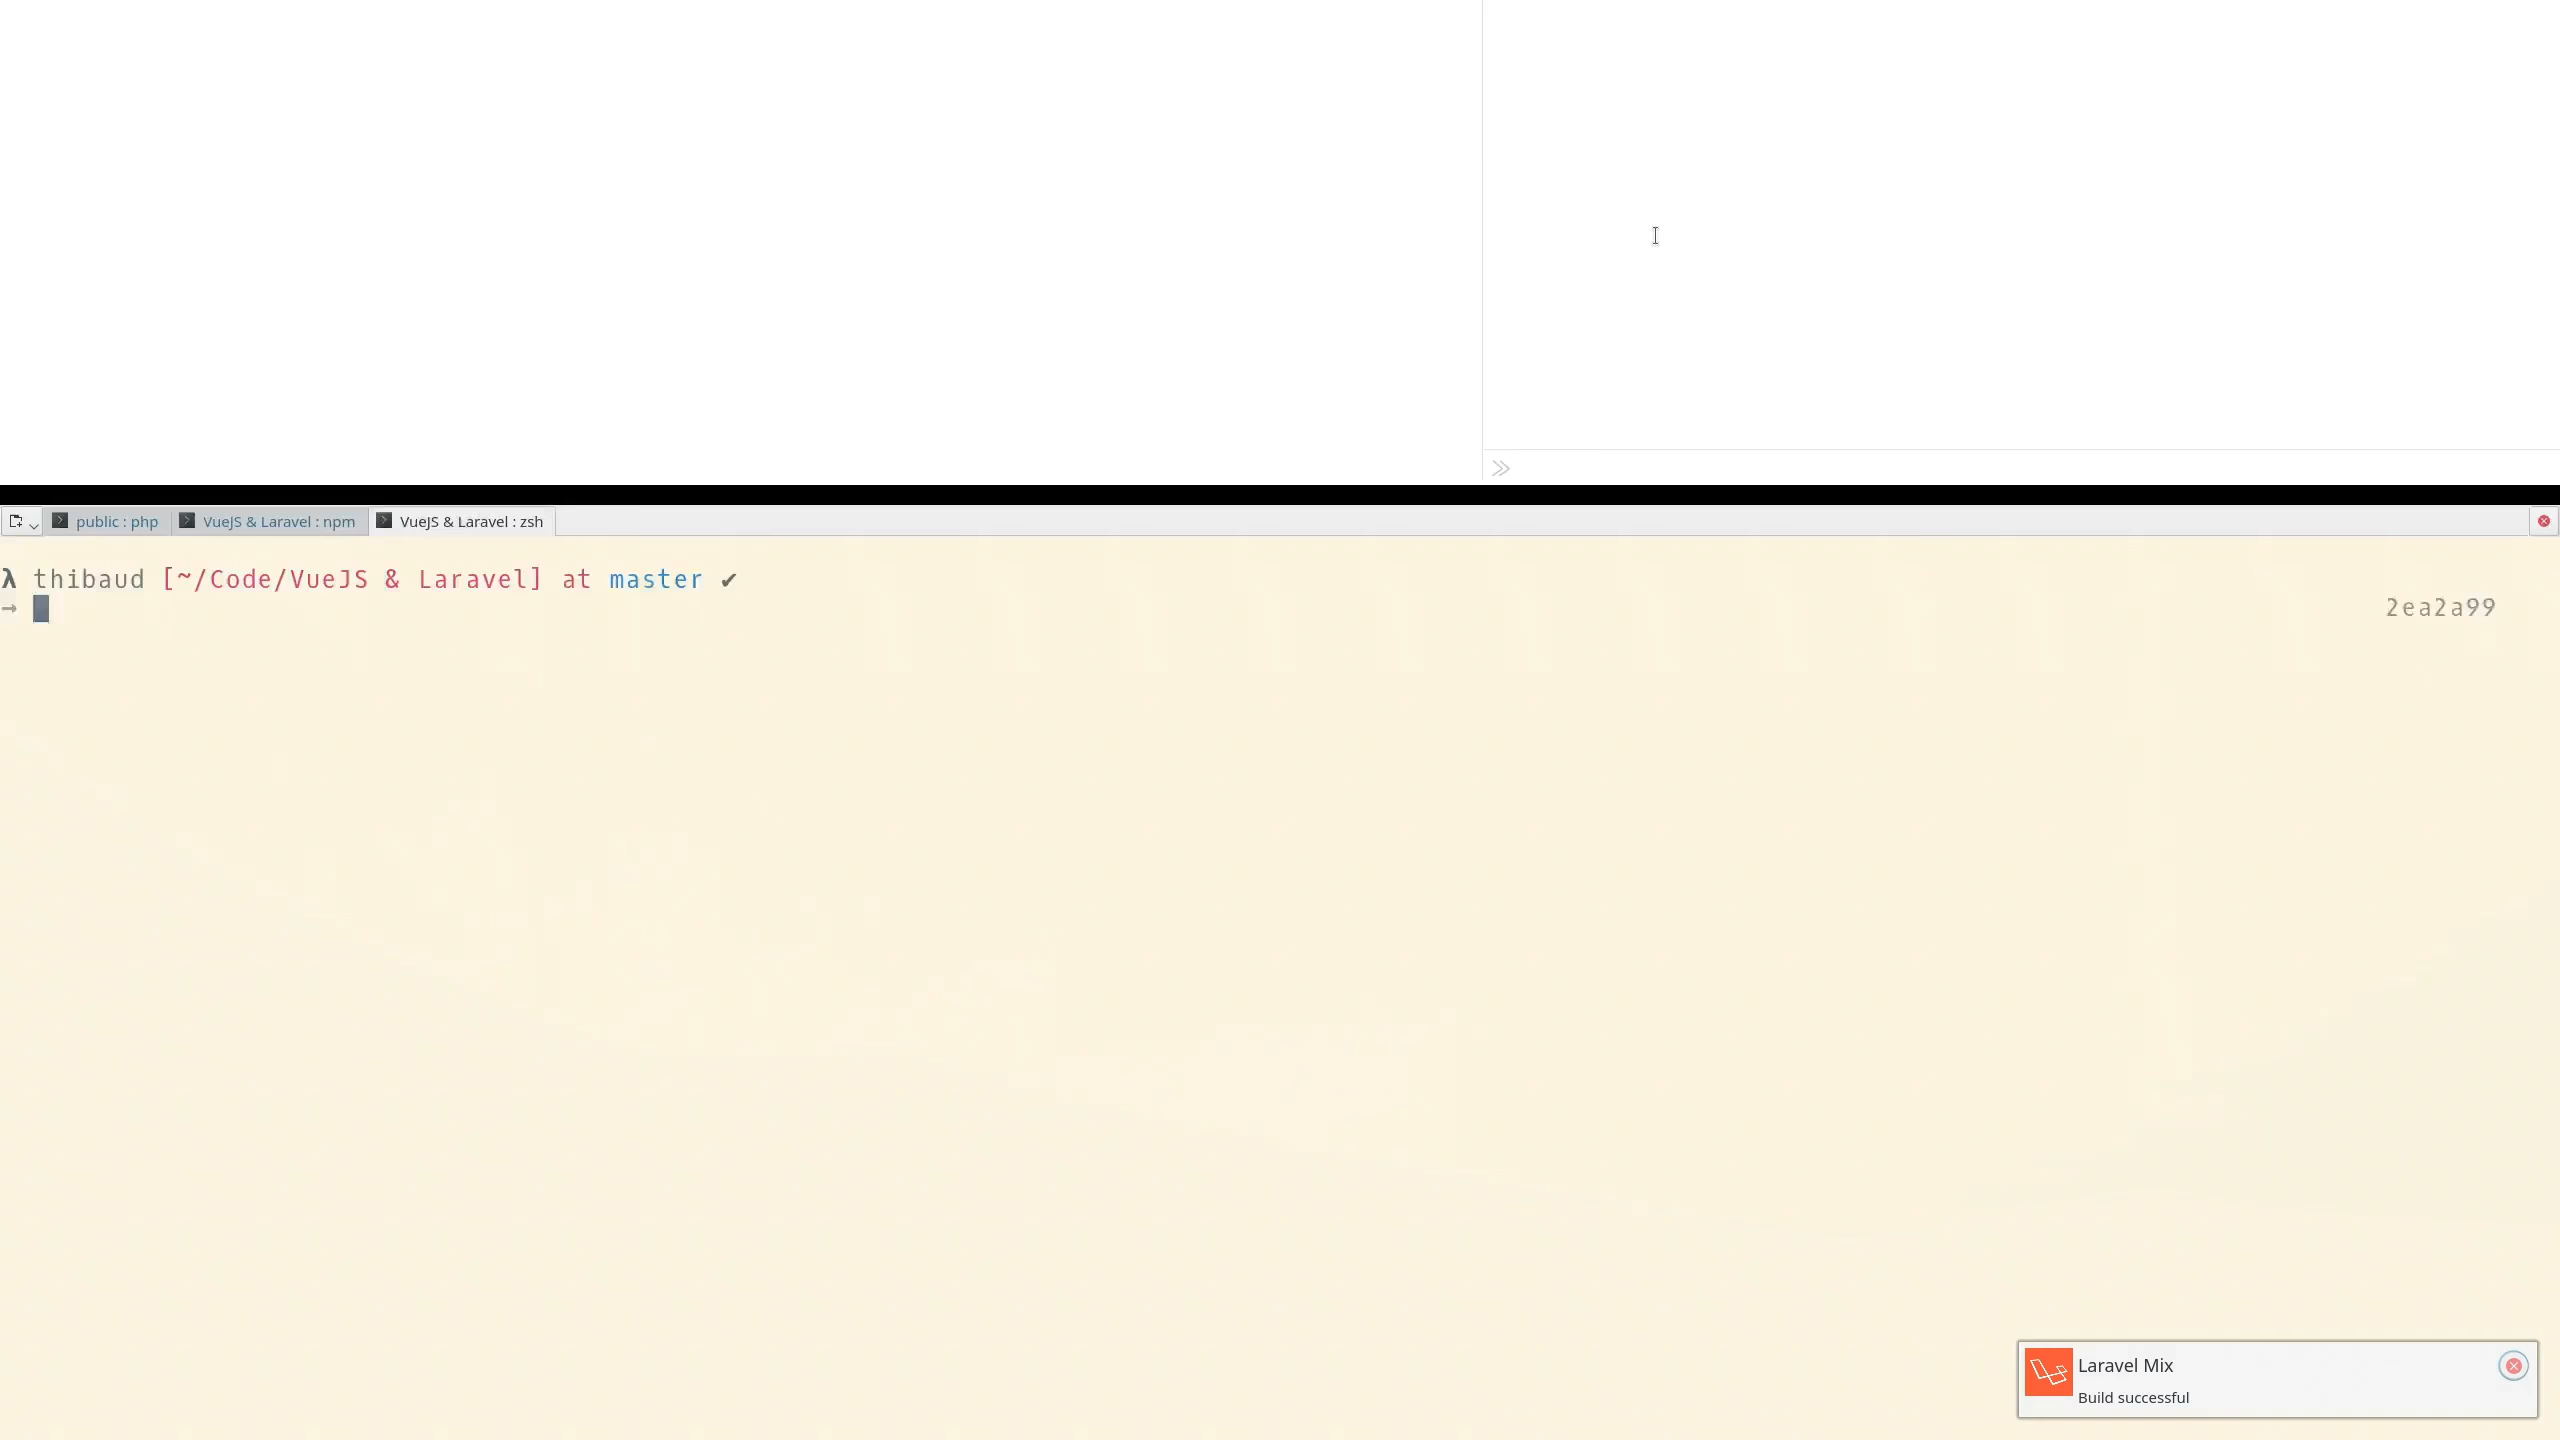 public : php
VueJS & Laravel : npm
VueJS & Laravel : zsh
λ thibaud [~/Code/VueJS & Laravel] at master ✔
→ 2ea2a99
Laravel Mix
Build successful